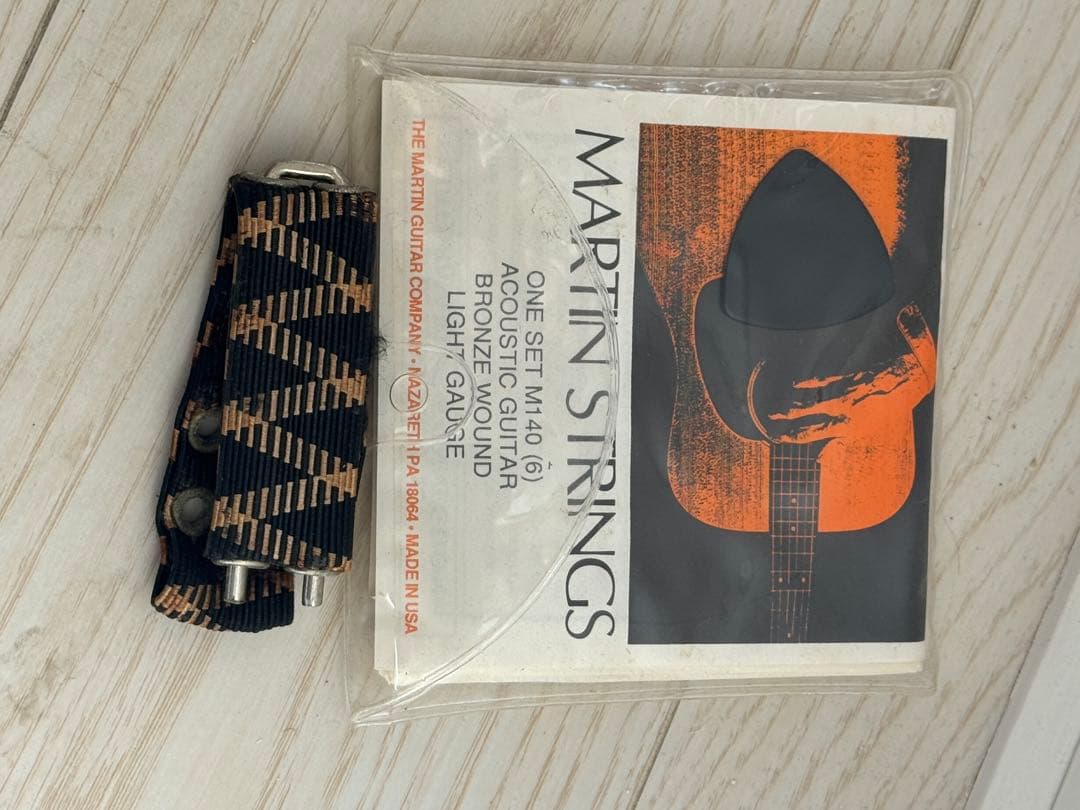 MARTIN STRINGS
ONE SET M140 (6)
ACOUSTIC GUITAR
BRONZE WOUND
LIGHT GAUGE
THE MARTIN GUITAR COMPANY • NAZARETH PA 18064 • MADE IN USA